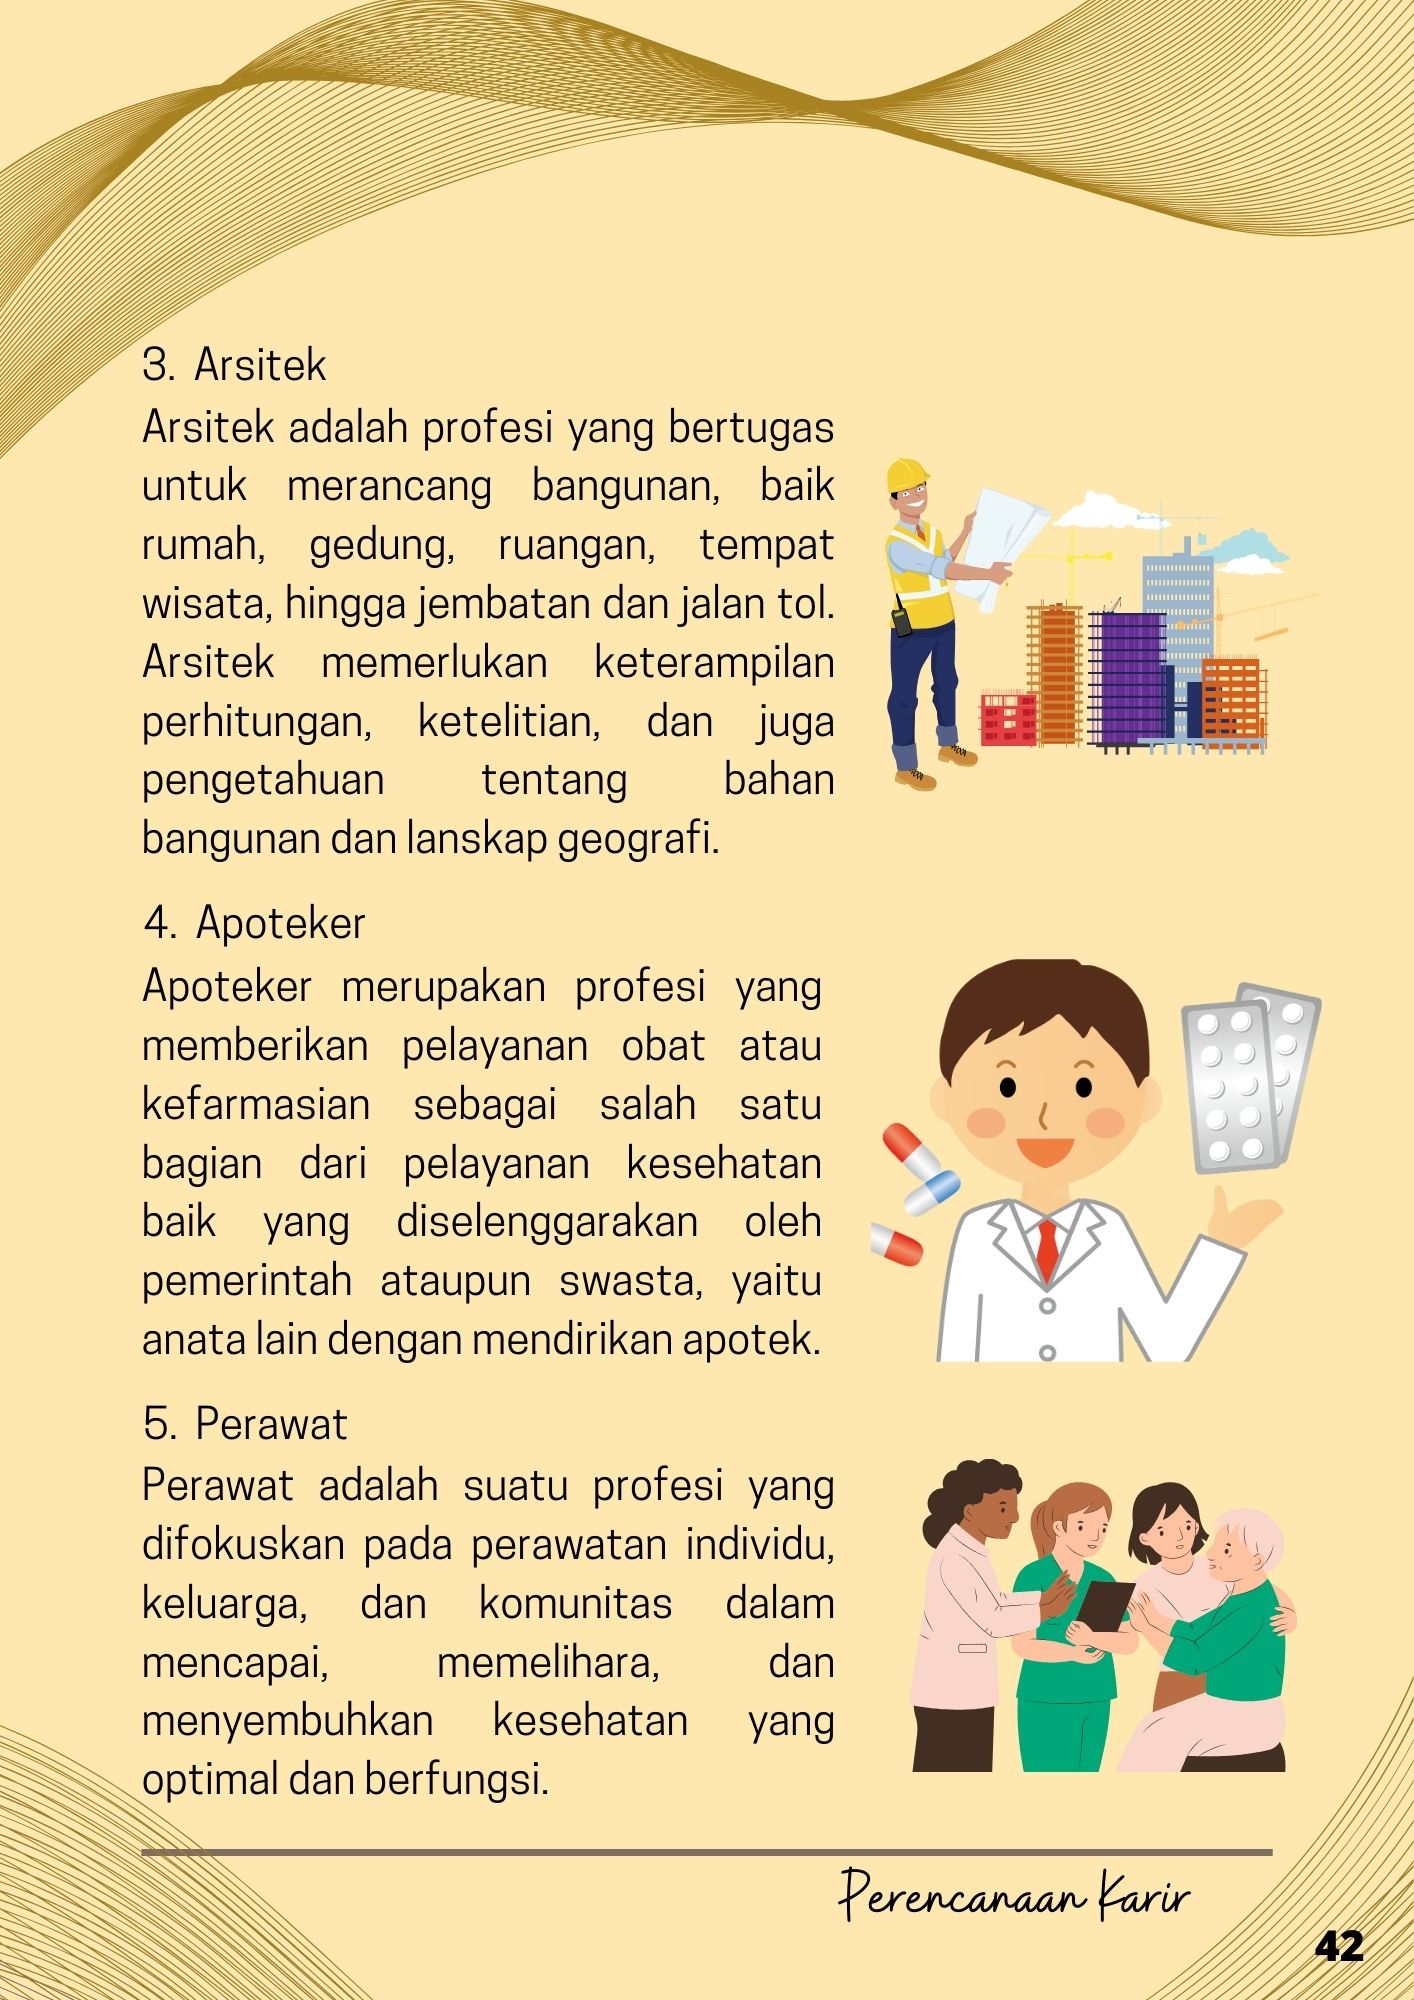 3. Arsitek
Arsitek adalah profesi yang bertugas
untuk merancang bangunan, baik
rumah, gedung, ruangan, tempat
wisata, hingga jembatan dan jalan tol.
Arsitek memerlukan keterampilan
perhitungan, ketelitian, dan juga
pengetahuan tentang bahan
bangunan dan lanskap geografi.
4. Apoteker
Apoteker merupakan profesi yang
memberikan pelayanan obat atau
kefarmasian sebagai salah satu
bagian dari pelayanan kesehatan
baik yang diselenggarakan oleh
pemerintah ataupun swasta, yaitu
anata lain dengan mendirikan apotek.
5. Perawat
Perawat adalah suatu profesi yang
difokuskan pada perawatan individu,
keluarga, dan komunitas dalam
mencapai, memelihara, dan
menyembuhkan kesehatan yang
optimal dan berfungsi.
Perencanaan Karir
42